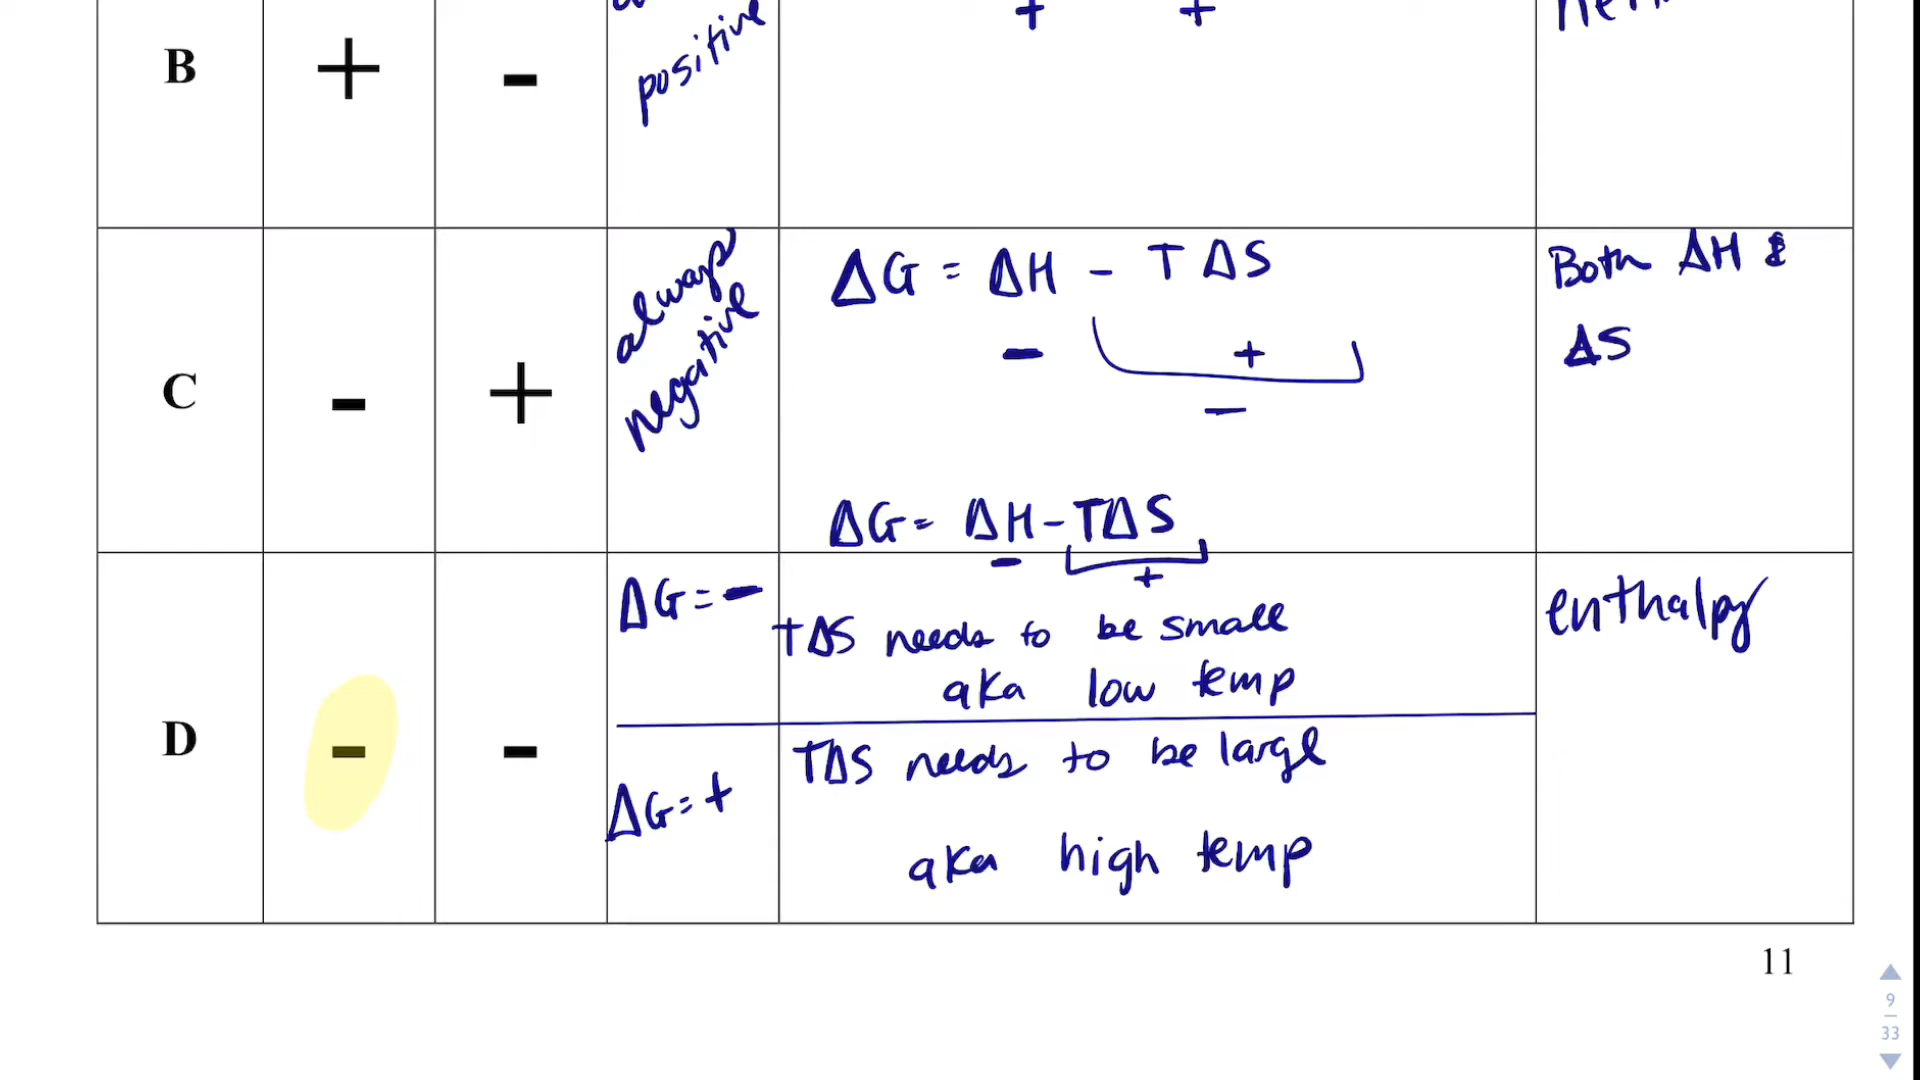 B + - positive + +
C - + always negative ΔG = ΔH - TΔS Both ΔH &
- + ΔS
-
ΔG = ΔH - TΔS
- +
D - - ΔG = - TΔS needs to be small enthalpy
aka low temp
ΔG = + TΔS needs to be large
aka high temp
11
9
33